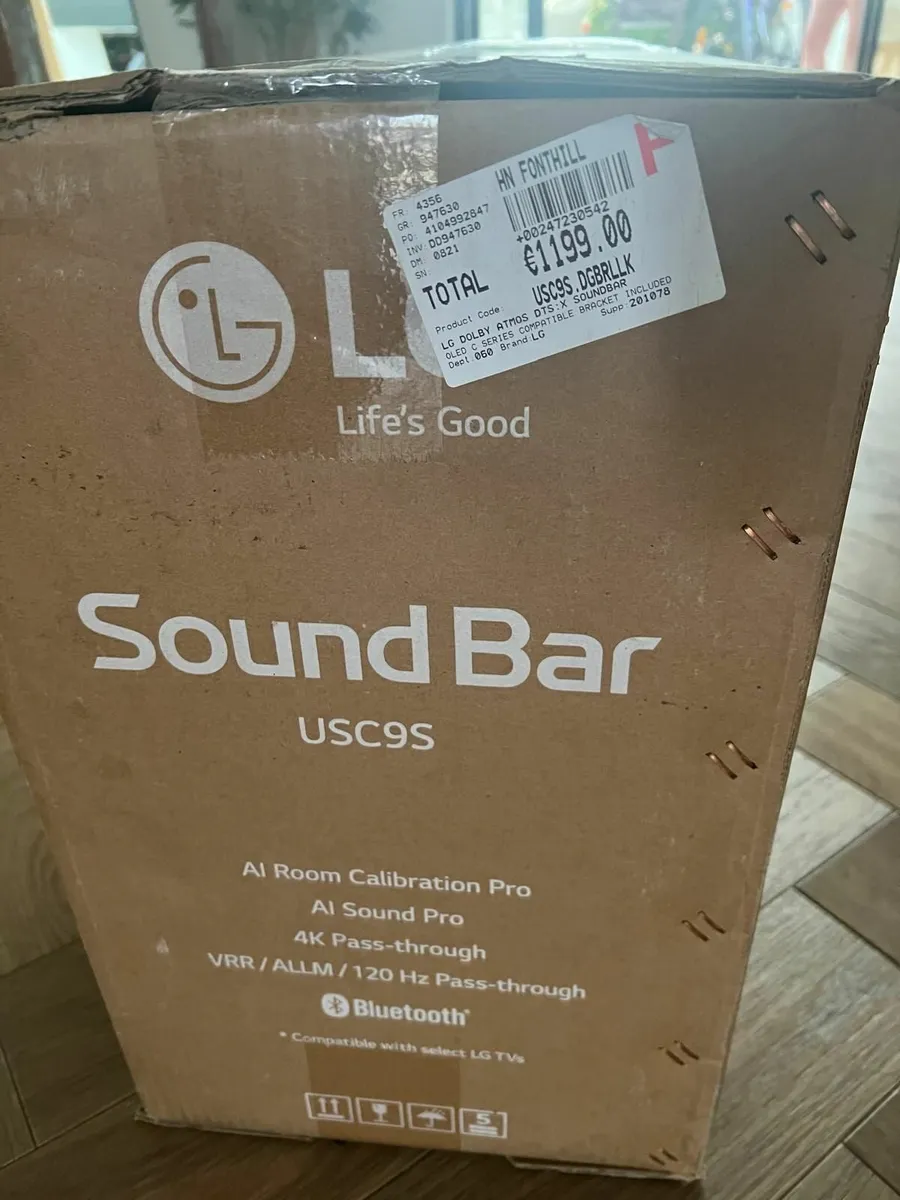 HN FONTHILL
FR: 4356
GR: 947630
PO: 4104992847
INV: DD947630
DM: 0821
SN:
+00247230542
TOTAL €1199.00
Product Code: USC9S.DGBRLLK
LG DOLBY ATMOS DTS:X SOUNDBAR
OLED C SERIES COMPATIBLE BRACKET INCLUDED
Dept.060 Brand LG Supp:201078
LG
Life's Good
Sound Bar
USC9S
AI Room Calibration Pro
AI Sound Pro
4K Pass-through
VRR / ALLM / 120 Hz Pass-through
Bluetooth®
* Compatible with select LG TVs
5